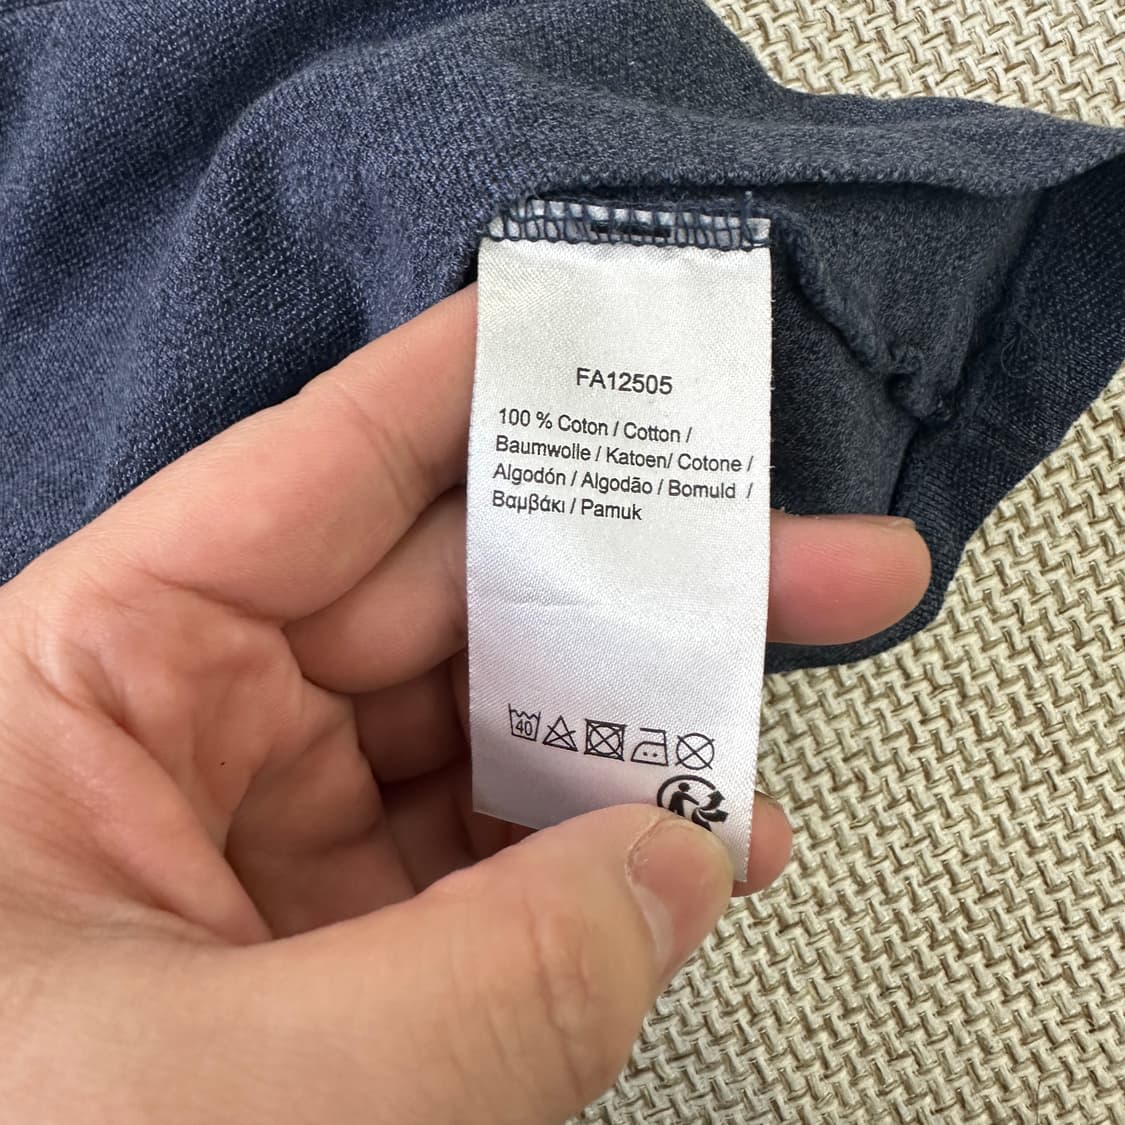 FA12505
100 % Coton / Cotton /
Baumwolle / Katoen/ Cotone /
Algodón / Algodão / Bomuld /
Βαμβάκι / Pamuk
40